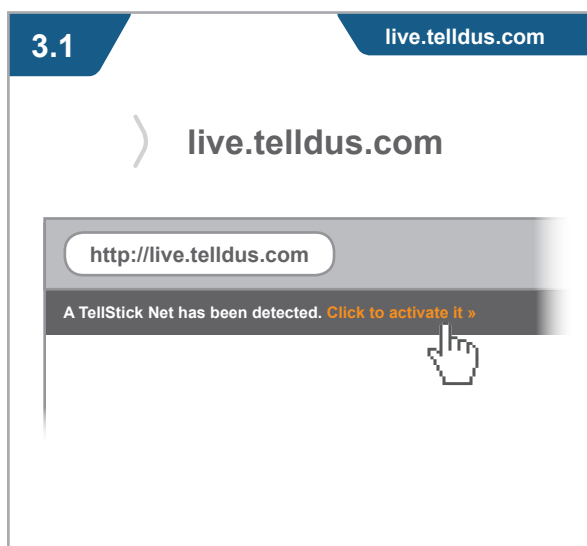 3.1
live.telldus.com
live.telldus.com
http://live.telldus.com
A TellStick Net has been detected. Click to activate it »